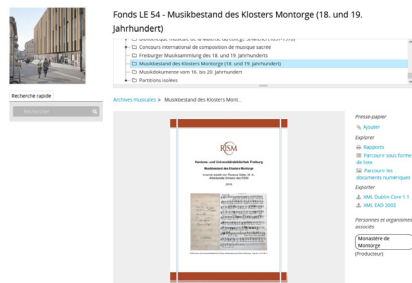 Fonds LE 54 - Musikbestand des Klosters Montorge (18. und 19.
Jahrhundert)
Concours international de composition de musique sacrée
Freiburger Musiksammlung des 18. und 19. Jahrhunderts
Musikbestand des Klosters Montorge (18. und 19. Jahrhundert)
Musikdokumente vom 16. bis 20. Jahrhundert
Partitions isolées
Recherche rapide
Rechercher
Archives musicales » Musikbestand des Klosters Mont...
RISM
Kantons- und Universitätsbibliothek Freiburg
Musikbestand des Klosters Montorge
2016
Presse-papier
Ajouter
Explorer
Rapports
Parcourir sous forme
de liste
Parcourir les
documents numériques
Exporter
XML Dublin Core 1.1
XML EAD 2002
Personnes et organismes
associés
Monastère de
Montorge
(Producteur)